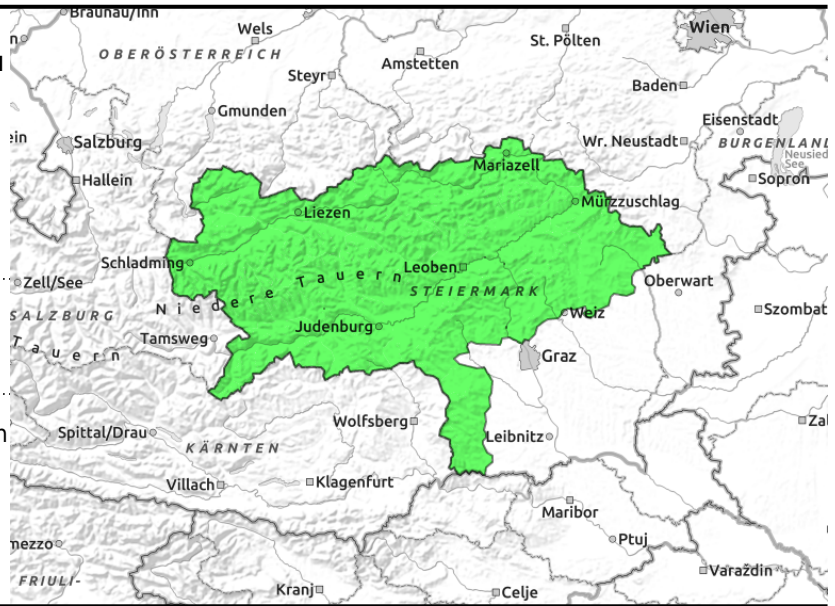 Braunau/Inn
Wels
Wien
OBERÖSTERREICH
St. Pölten
Amstetten
Steyr
Baden
Gmunden
Eisenstadt
Salzburg
Wr. Neustadt
BURGENLAND
Neusied
See
Mariazell
Hallein
Sopron
Mürzzuschlag
Liezen
Schladming
Leoben
Zell/See
Niedere Tauern
STEIERMARK
Oberwart
SALZBURG
Weiz
Szombat
Judenburg
Tamsweg
Tauern
Graz
Wolfsberg
Spittal/Drau
Leibnitz
Zal
KÄRNTEN
Villach
Klagenfurt
Maribor
mezzo
Ptuj
Varaždin
FRIULI-
Kranj
Celje